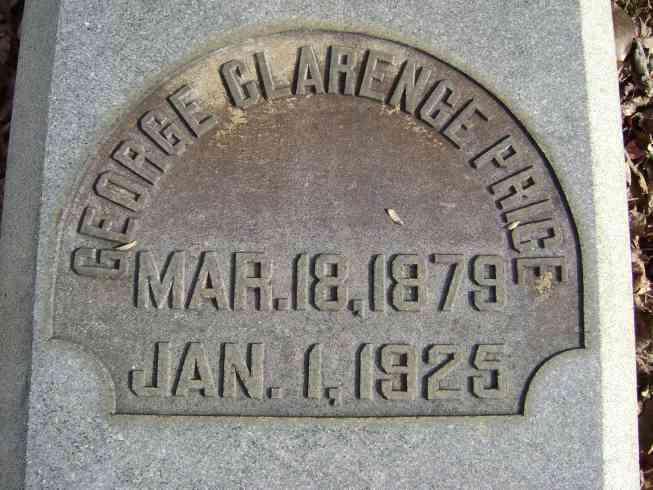 GEORGE CLARENCE PRICE
MAR. 18, 1879
JAN. 1, 1925